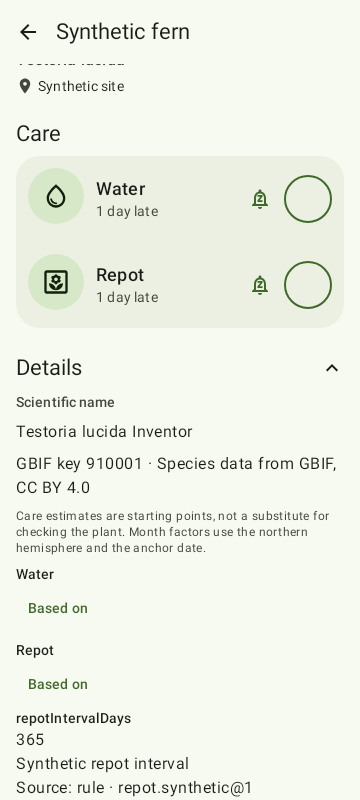 Synthetic fern
Synthetic site
Care
Water
1 day late
Repot
1 day late
Details
Scientific name
Testoria lucida Inventor
GBIF key 910001 · Species data from GBIF,
CC BY 4.0
Care estimates are starting points, not a substitute for
checking the plant. Month factors use the northern
hemisphere and the anchor date.
Water
Based on
Repot
Based on
repotIntervalDays
365
Synthetic repot interval
Source: rule · repot.synthetic@1